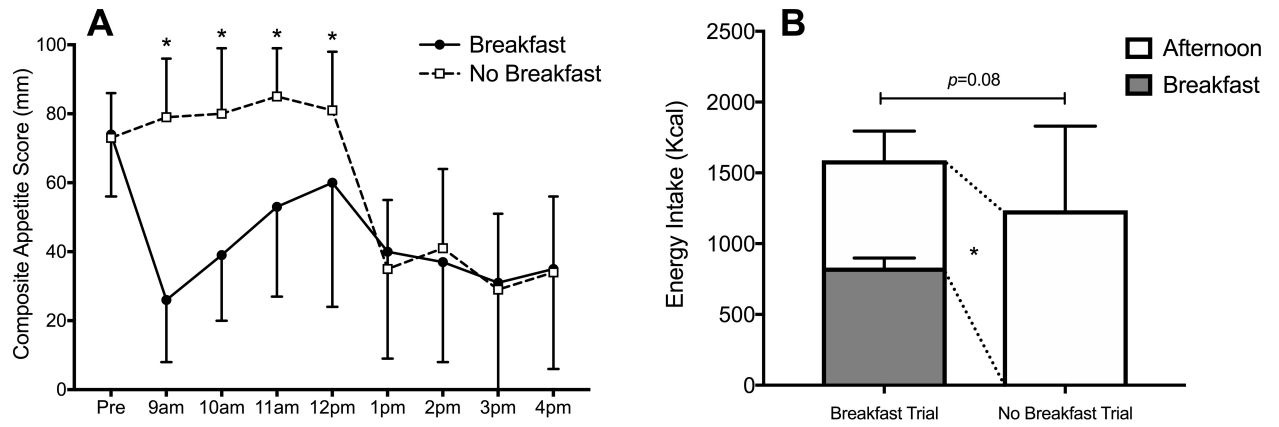 A
Composite Appetite Score (mm)
100
80
60
40
20
0
* * * *
Breakfast
No Breakfast
Pre 9am 10am 11am 12pm 1pm 2pm 3pm 4pm
B
Energy Intake (Kcal)
2500
2000
1500
1000
500
0
p=0.08
*
Afternoon
Breakfast
Breakfast Trial No Breakfast Trial